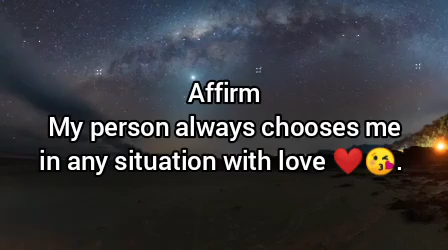 Affirm
My person always chooses me
in any situation with love ❤️😘.